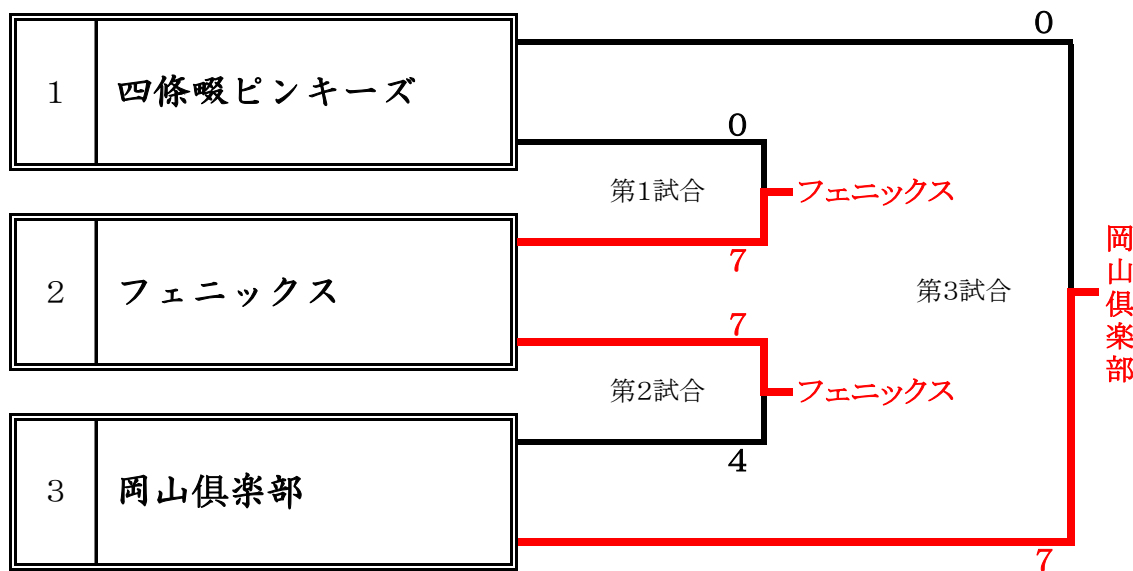 0
1 四條畷ピンキーズ
0
第1試合 フェニックス
7
2 フェニックス
第3試合
岡山倶楽部
7
第2試合 フェニックス
4
3 岡山倶楽部
7